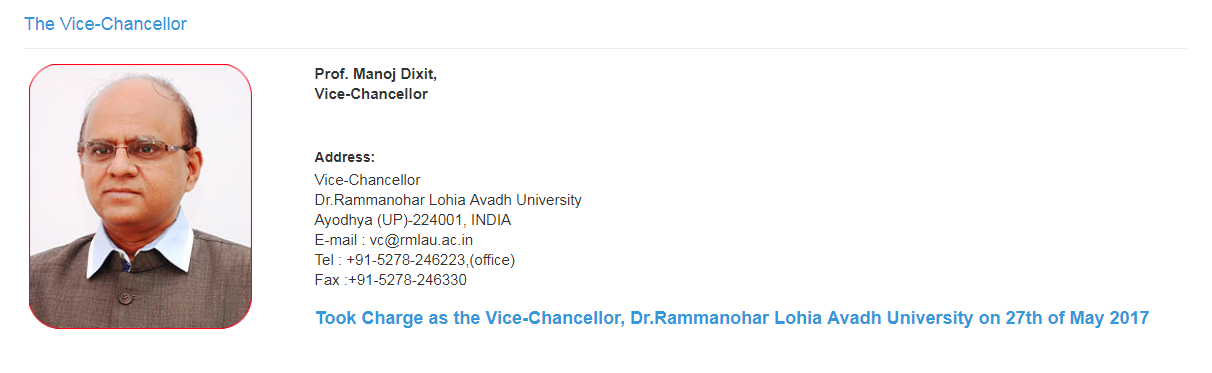 The Vice-Chancellor
Prof. Manoj Dixit,
Vice-Chancellor
Address:
Vice-Chancellor
Dr.Rammanohar Lohia Avadh University
Ayodhya (UP)-224001, INDIA
E-mail : vc@rmlau.ac.in
Tel : +91-5278-246223,(office)
Fax :+91-5278-246330
Took Charge as the Vice-Chancellor, Dr.Rammanohar Lohia Avadh University on 27th of May 2017